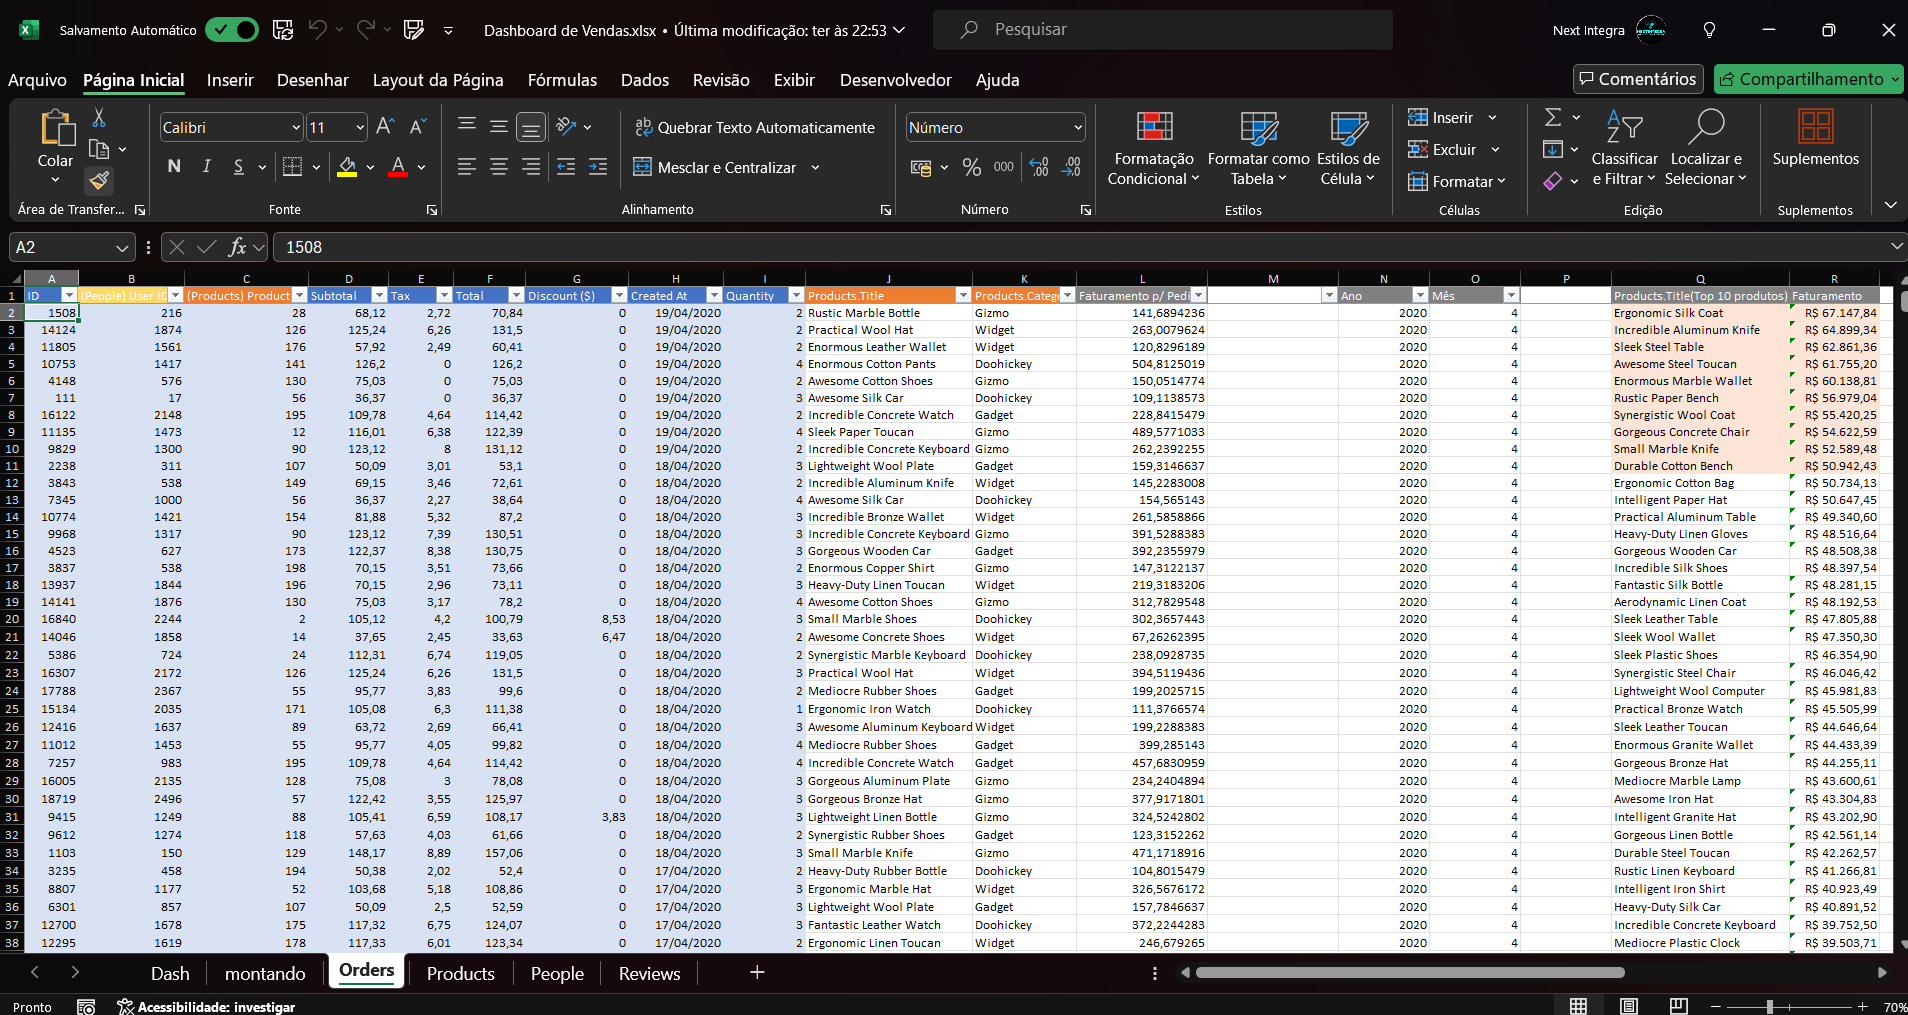 Salvamento Automático
Dashboard de Vendas.xlsx • Última modificação: ter às 22:53
Pesquisar
Next Integra
Arquivo Página Inicial Inserir Desenhar Layout da Página Fórmulas Dados Revisão Exibir Desenvolvedor Ajuda
Comentários Compartilhamento
Colar
Área de Transfer...
Calibri 11
N I S
Fonte
Quebrar Texto Automaticamente
Mesclar e Centralizar
Alinhamento
Número
% 000
Número
Formatação Condicional
Formatar como Tabela
Estilos de Célula
Estilos
Inserir
Excluir
Formatar
Células
Classificar e Filtrar
Localizar e Selecionar
Edição
Suplementos
Suplementos
A2 fx 1508
A B C D E F G H I J K L M N O P Q R
1 ID (People) User ID (Products) Product Subtotal Tax Total Discount ($) Created At Quantity Products.Title Products.Categ Faturamento p/ Pedi Ano Mês Products.Title(Top 10 produtos) Faturamento
2 1508 216 28 68,12 2,72 70,84 0 19/04/2020 2 Rustic Marble Bottle Gizmo 141,6894236 2020 4 Ergonomic Silk Coat R$ 67.147,84
3 14124 1874 126 125,24 6,26 131,5 0 19/04/2020 2 Practical Wool Hat Widget 263,0079624 2020 4 Incredible Aluminum Knife R$ 64.899,34
4 11805 1561 176 57,92 2,49 60,41 0 19/04/2020 2 Enormous Leather Wallet Widget 120,8296189 2020 4 Sleek Steel Table R$ 62.861,36
5 10753 1417 141 126,2 0 126,2 0 19/04/2020 4 Enormous Cotton Pants Doohickey 504,8125019 2020 4 Awesome Steel Toucan R$ 61.755,20
6 4148 576 130 75,03 0 75,03 0 19/04/2020 2 Awesome Cotton Shoes Gizmo 150,0514774 2020 4 Enormous Marble Wallet R$ 60.138,81
7 111 17 56 36,37 0 36,37 0 19/04/2020 3 Awesome Silk Car Doohickey 109,1138573 2020 4 Rustic Paper Bench R$ 56.979,04
8 16122 2148 195 109,78 4,64 114,42 0 19/04/2020 2 Incredible Concrete Watch Gadget 228,8415479 2020 4 Synergistic Wool Coat R$ 55.420,25
9 11135 1473 12 116,01 6,38 122,39 0 19/04/2020 4 Sleek Paper Toucan Gizmo 489,5771033 2020 4 Gorgeous Concrete Chair R$ 54.622,59
10 9829 1300 90 123,12 8 131,12 0 19/04/2020 2 Incredible Concrete Keyboard Gizmo 262,2392255 2020 4 Small Marble Knife R$ 52.589,48
11 2238 311 107 50,09 3,01 53,1 0 18/04/2020 3 Lightweight Wool Plate Gadget 159,3146637 2020 4 Durable Cotton Bench R$ 50.942,43
12 3843 538 149 69,15 3,46 72,61 0 18/04/2020 2 Incredible Aluminum Knife Widget 145,2283008 2020 4 Ergonomic Cotton Bag R$ 50.734,13
13 7345 1000 56 36,37 2,27 38,64 0 18/04/2020 4 Awesome Silk Car Doohickey 154,565143 2020 4 Intelligent Paper Hat R$ 50.647,45
14 10774 1421 154 81,88 5,32 87,2 0 18/04/2020 3 Incredible Bronze Wallet Widget 261,5858866 2020 4 Practical Aluminum Table R$ 49.340,60
15 9968 1317 90 123,12 7,39 130,51 0 18/04/2020 3 Incredible Concrete Keyboard Gizmo 391,5288383 2020 4 Heavy-Duty Linen Gloves R$ 48.516,64
16 4523 627 173 122,37 8,38 130,75 0 18/04/2020 3 Gorgeous Wooden Car Gadget 392,2355979 2020 4 Gorgeous Wooden Car R$ 48.508,38
17 3837 538 198 70,15 3,51 73,66 0 18/04/2020 2 Enormous Copper Shirt Gizmo 147,3122137 2020 4 Incredible Silk Shoes R$ 48.397,54
18 13937 1844 196 70,15 2,96 73,11 0 18/04/2020 3 Heavy-Duty Linen Toucan Widget 219,3183206 2020 4 Fantastic Silk Bottle R$ 48.281,15
19 14141 1876 130 75,03 3,17 78,2 0 18/04/2020 4 Awesome Cotton Shoes Gizmo 312,7829548 2020 4 Aerodynamic Linen Coat R$ 48.192,53
20 16840 2244 2 105,12 4,2 100,79 8,53 18/04/2020 3 Small Marble Shoes Doohickey 302,3657443 2020 4 Sleek Leather Table R$ 47.805,88
21 14046 1858 14 37,65 2,45 33,63 6,47 18/04/2020 2 Awesome Concrete Shoes Widget 67,26262395 2020 4 Sleek Wool Wallet R$ 47.350,30
22 5386 724 24 112,31 6,74 119,05 0 18/04/2020 2 Synergistic Marble Keyboard Doohickey 238,0928735 2020 4 Sleek Plastic Shoes R$ 46.354,90
23 16307 2172 126 125,24 6,26 131,5 0 18/04/2020 3 Practical Wool Hat Widget 394,5119436 2020 4 Synergistic Steel Chair R$ 46.046,42
24 17788 2367 55 95,77 3,83 99,6 0 18/04/2020 2 Mediocre Rubber Shoes Gadget 199,2025715 2020 4 Lightweight Wool Computer R$ 45.981,83
25 15134 2035 171 105,08 6,3 111,38 0 18/04/2020 1 Ergonomic Iron Watch Doohickey 111,3766574 2020 4 Practical Bronze Watch R$ 45.505,99
26 12416 1637 89 63,72 2,69 66,41 0 18/04/2020 3 Awesome Aluminum Keyboard Widget 199,2288383 2020 4 Sleek Leather Toucan R$ 44.646,64
27 11012 1453 55 95,77 4,05 99,82 0 18/04/2020 4 Mediocre Rubber Shoes Gadget 399,285143 2020 4 Enormous Granite Wallet R$ 44.433,39
28 7257 983 195 109,78 4,64 114,42 0 18/04/2020 4 Incredible Concrete Watch Gadget 457,6830959 2020 4 Gorgeous Bronze Hat R$ 44.255,11
29 16005 2135 128 75,08 3 78,08 0 18/04/2020 3 Gorgeous Aluminum Plate Gizmo 234,2404894 2020 4 Mediocre Marble Lamp R$ 43.600,61
30 18719 2496 57 122,42 3,55 125,97 0 18/04/2020 3 Gorgeous Bronze Hat Gizmo 377,9171801 2020 4 Awesome Iron Hat R$ 43.304,83
31 9415 1249 88 105,41 6,59 108,17 3,83 18/04/2020 3 Lightweight Linen Bottle Gizmo 324,5242802 2020 4 Intelligent Granite Hat R$ 43.202,90
32 9612 1274 118 57,63 4,03 61,66 0 18/04/2020 2 Synergistic Rubber Shoes Gadget 123,3152262 2020 4 Gorgeous Linen Bottle R$ 42.561,14
33 1103 150 129 148,17 8,89 157,06 0 18/04/2020 3 Small Marble Knife Gizmo 471,1718916 2020 4 Durable Steel Toucan R$ 42.262,57
34 3235 458 194 50,38 2,02 52,4 0 17/04/2020 2 Heavy-Duty Rubber Bottle Doohickey 104,8015479 2020 4 Rustic Linen Keyboard R$ 41.266,81
35 8807 1177 52 103,68 5,18 108,86 0 17/04/2020 3 Ergonomic Marble Hat Widget 326,5676172 2020 4 Intelligent Iron Shirt R$ 40.923,49
36 6301 857 107 50,09 2,5 52,59 0 17/04/2020 3 Lightweight Wool Plate Gadget 157,7846637 2020 4 Heavy-Duty Silk Car R$ 40.891,52
37 12700 1678 175 117,32 6,75 124,07 0 17/04/2020 3 Fantastic Leather Watch Doohickey 372,2244283 2020 4 Incredible Concrete Keyboard R$ 39.752,50
38 12295 1619 178 117,33 6,01 123,34 0 17/04/2020 2 Ergonomic Linen Toucan Widget 246,679265 2020 4 Mediocre Plastic Clock R$ 39.503,71
Dash montando Orders Products People Reviews
Pronto Acessibilidade: investigar 70%